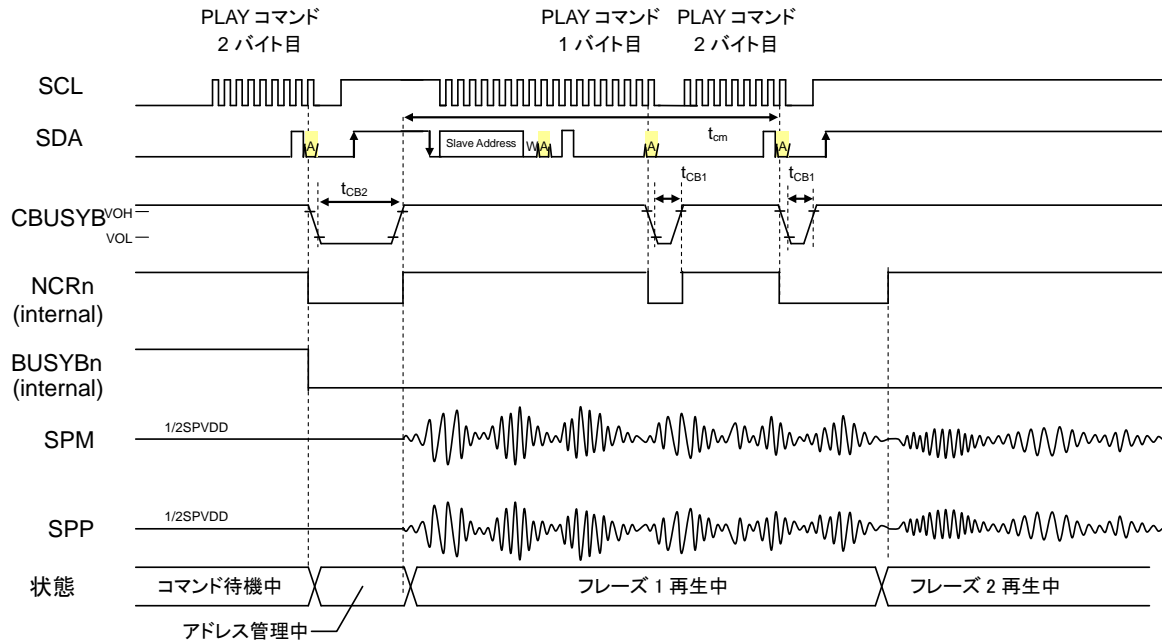 PLAY コマンド
2 バイト目
PLAY コマンド
1 バイト目
PLAY コマンド
2 バイト目
SCL
SDA
A
Slave Address
W
A
A
tcm
A
tCB2
tCB1
tCB1
CBUSYB
VOH
VOL
NCRn
(internal)
BUSYBn
(internal)
SPM
1/2SPVDD
SPP
1/2SPVDD
状態
コマンド待機中
フレーズ 1 再生中
フレーズ 2 再生中
アドレス管理中